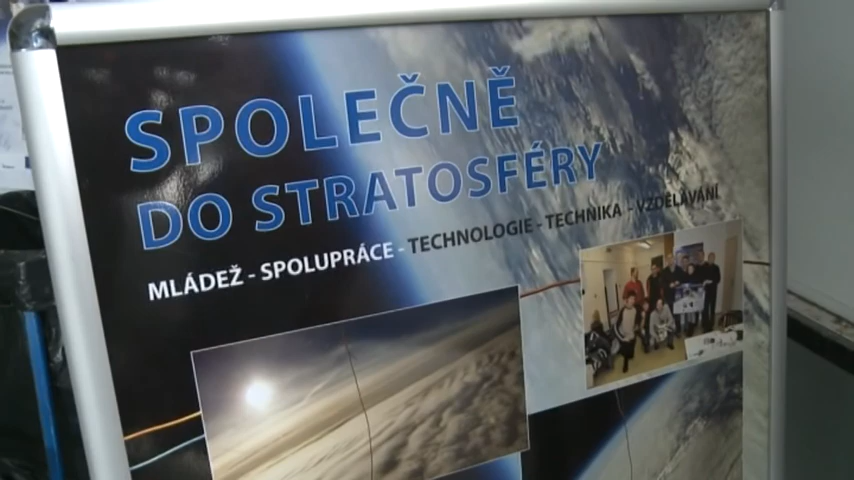 SPOLEČNĚ
DO STRATOSFÉRY
MLÁDEŽ - SPOLUPRÁCE - TECHNOLOGIE - TECHNIKA - VZDĚLÁVÁNÍ